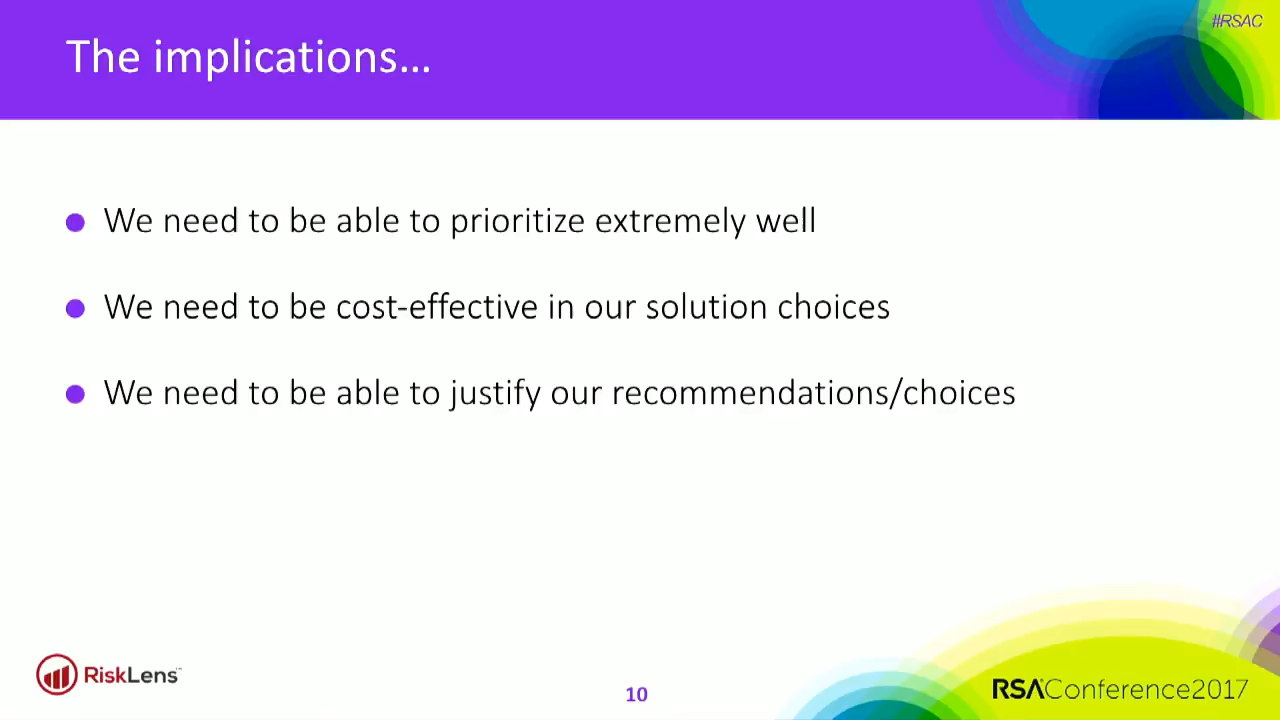 #RSAC
The implications...
We need to be able to prioritize extremely well
We need to be cost-effective in our solution choices
We need to be able to justify our recommendations/choices
RiskLens™
10
RSAConference2017